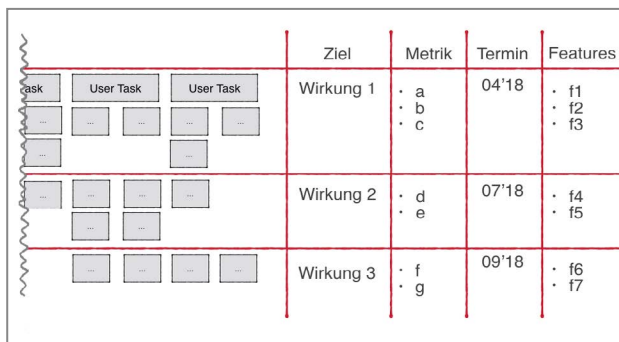 Ziel Metrik Termin Features
ask User Task User Task Wirkung 1 · a 04'18 · f1
... ... ... ... ... · b · f2
... ... · c · f3
... ... ... ... Wirkung 2 · d 07'18 · f4
... ... · e · f5
... ... ... ... Wirkung 3 · f 09'18 · f6
· g · f7